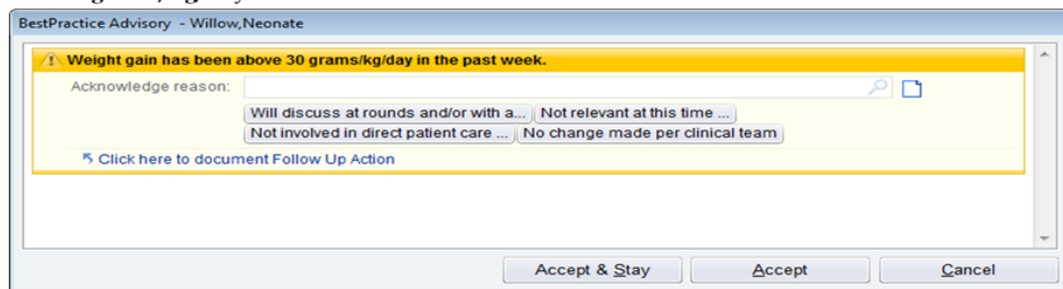 BestPractice Advisory - Willow,Neonate
Weight gain has been above 30 grams/kg/day in the past week.
Acknowledge reason:
Will discuss at rounds and/or with a... Not relevant at this time ...
Not involved in direct patient care ... No change made per clinical team
Click here to document Follow Up Action
Accept & Stay Accept Cancel